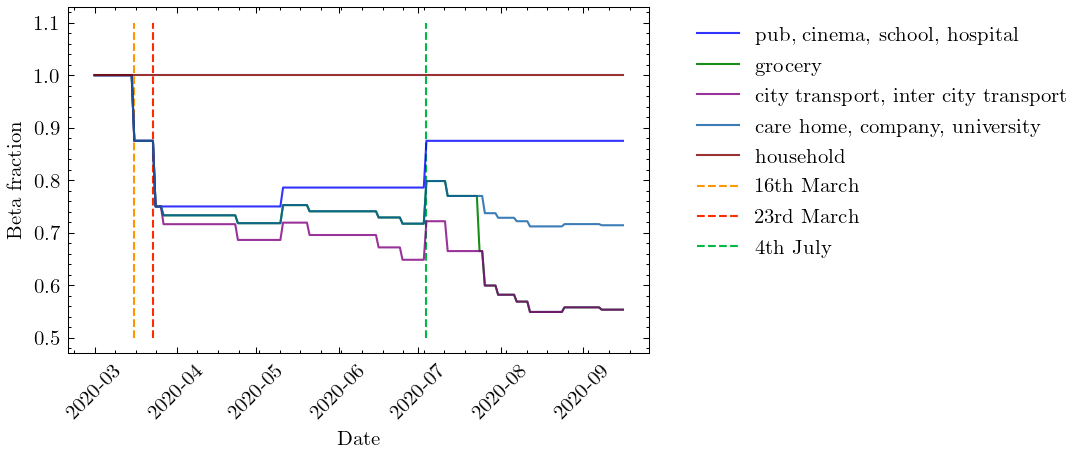 1.1
1.0
0.9
0.8
0.7
0.6
0.5
Beta fraction
2020-03
2020-04
2020-05
2020-06
2020-07
2020-08
2020-09
Date
pub, cinema, school, hospital
grocery
city transport, inter city transport
care home, company, university
household
16th March
23rd March
4th July